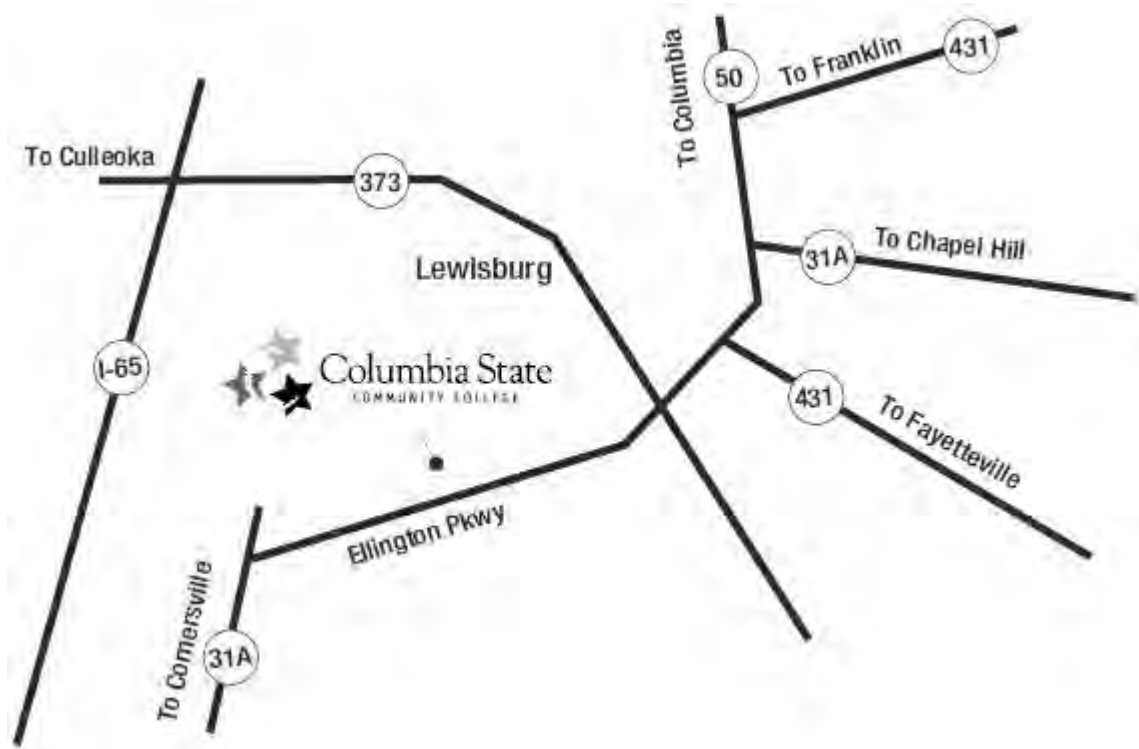 To Columbia
50
To Franklin
431
To Culleoka
373
Lewisburg
31A
To Chapel Hill
I-65
Columbia State
COMMUNITY COLLEGE
431
To Fayetteville
Ellington Pkwy
To Cornersville
31A